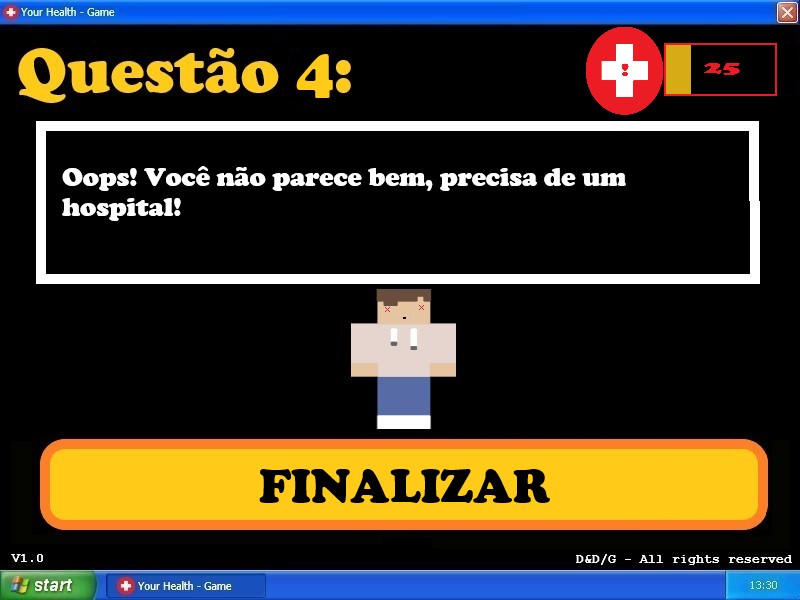 Your Health - Game
Questão 4:
25
Oops! Você não parece bem, precisa de um
hospital!
FINALIZAR
V1.0
D&D/G - All rights reserved
start
Your Health - Game
13:30